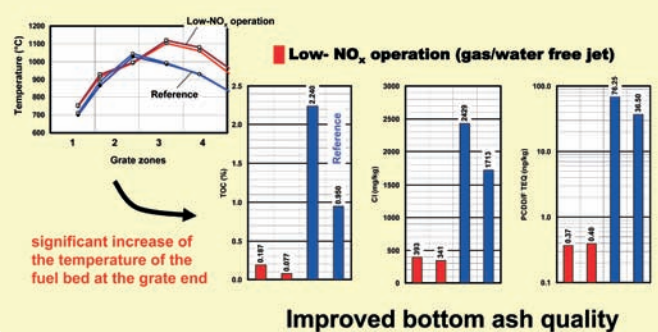 Temperature (°C)
1200
1100
1000
900
800
700
600
Low-NOx operation
Reference
1 2 3 4
Grate zones
significant increase of
the temperature of the
fuel bed at the grate end
Low- NOx operation (gas/water free jet)
TOC (%)
2.5
2.0
1.5
1.0
0.5
0.0
0.187
0.077
2.240
0.950
Reference
Cl (mg/kg)
3000
2500
2000
1500
1000
500
0
393
341
2429
1713
PCDD/F TEQ (ng/kg)
100.0
10.0
1.0
0.1
0.37
0.40
76.25
36.50
Improved bottom ash quality